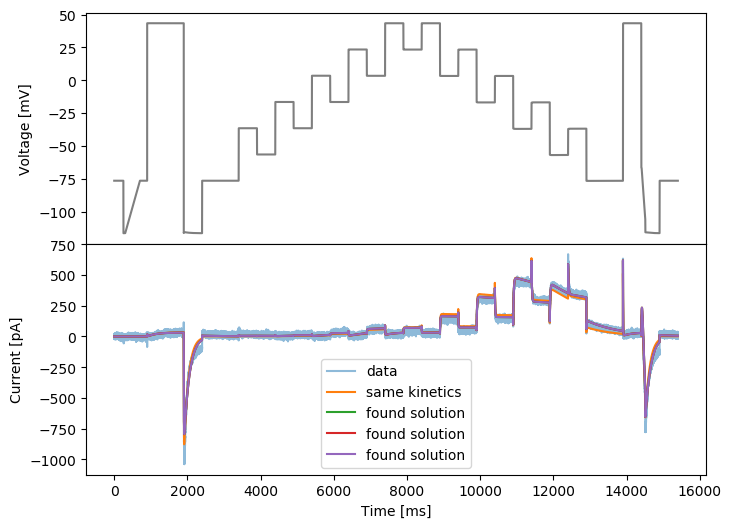 50
25
0
−25
−50
−75
−100
Voltage [mV]
750
500
250
0
−250
−500
−750
−1000
Current [pA]
data
same kinetics
found solution
found solution
found solution
0 2000 4000 6000 8000 10000 12000 14000 16000
Time [ms]